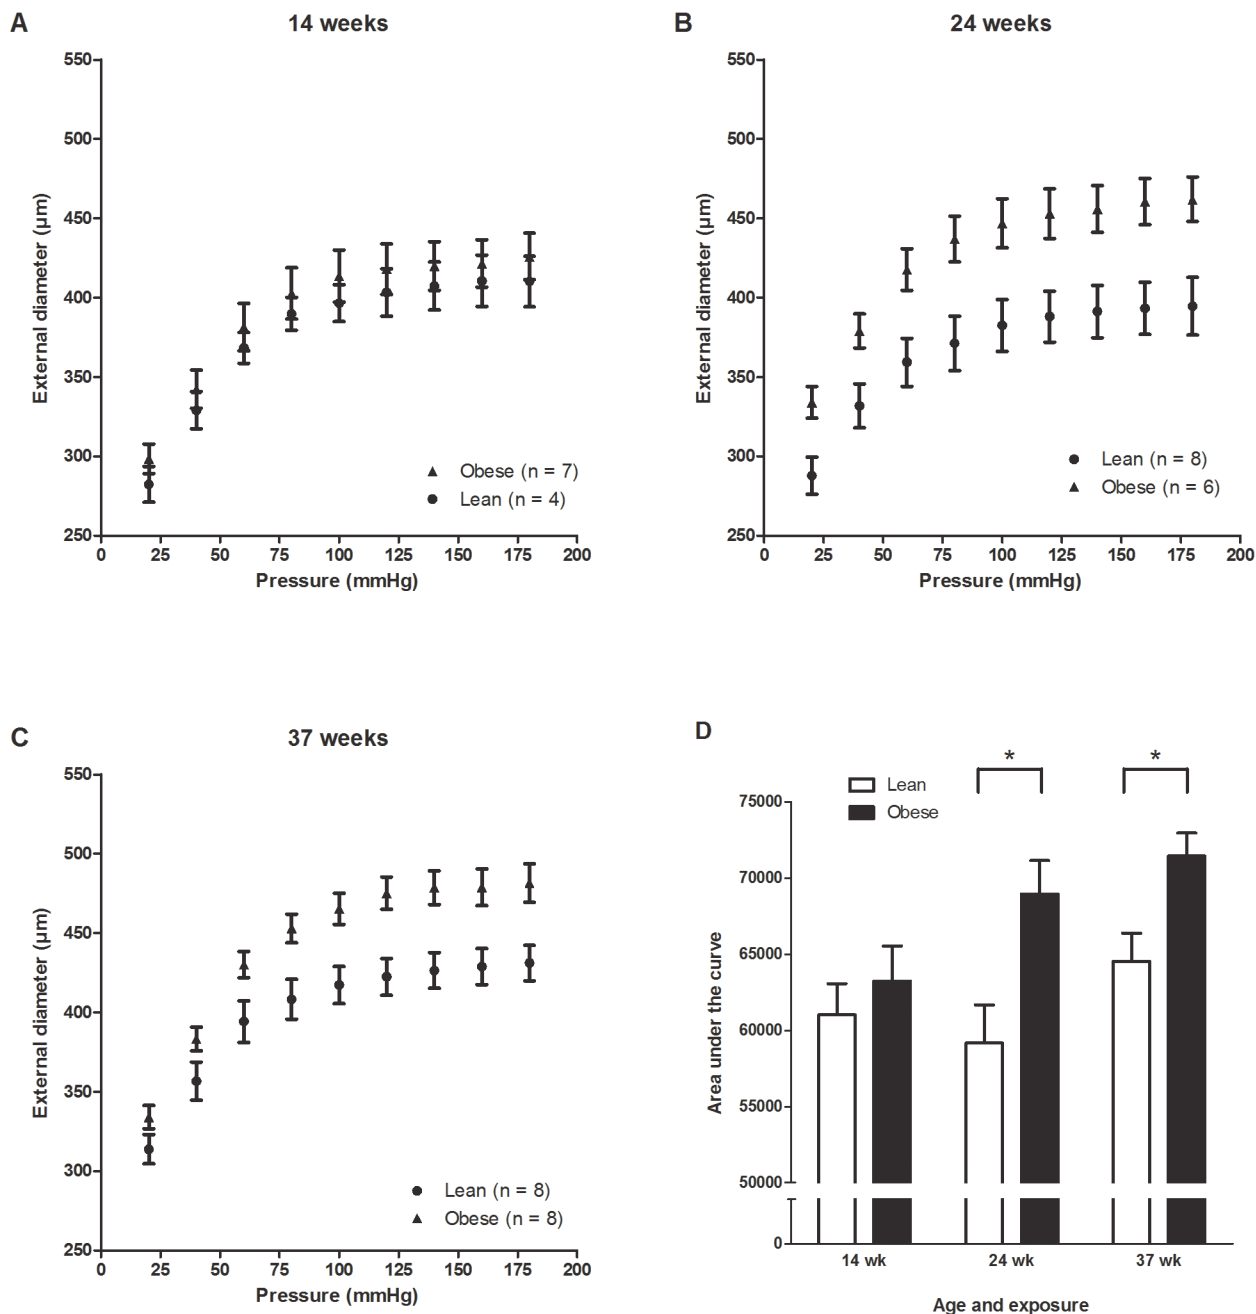 A
14 weeks
550
500
450
400
350
300
250
External diameter (µm)
Obese (n = 7)
Lean (n = 4)
0 25 50 75 100 125 150 175 200
Pressure (mmHg)
B
24 weeks
550
500
450
400
350
300
250
External diameter (µm)
Lean (n = 8)
Obese (n = 6)
0 25 50 75 100 125 150 175 200
Pressure (mmHg)
C
37 weeks
550
500
450
400
350
300
250
External diameter (µm)
Lean (n = 8)
Obese (n = 8)
0 25 50 75 100 125 150 175 200
Pressure (mmHg)
D
* *
Lean
Obese
75000
70000
65000
60000
55000
50000
0
Area under the curve
14 wk 24 wk 37 wk
Age and exposure